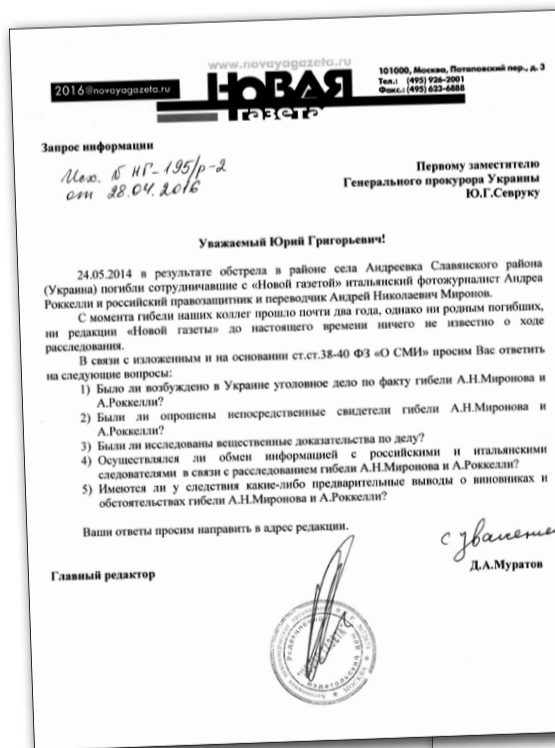 www.novayagazeta.ru
2016@novayagazeta.ru
НОВАЯ
газета
101000, Москва, Потаповский пер., д. 3
Тел.: (495) 926-2001
Факс.: (495) 623-6888
Запрос информации
Исх. № НГ-195/р-2
от 28.04.2016
Первому заместителю
Генерального прокурора Украины
Ю.Г.Севруку
Уважаемый Юрий Григорьевич!
24.05.2014 в результате обстрела в районе села Андреевка Славянского района
(Украина) погибли сотрудничавшие с «Новой газетой» итальянский фотожурналист Андреа
Роккелли и российский правозащитник и переводчик Андрей Николаевич Миронов.
С момента гибели наших коллег прошло почти два года, однако ни родным погибших,
ни редакции «Новой газеты» до настоящего времени ничего не известно о ходе
расследования.
В связи с изложенным и на основании ст.ст.38-40 ФЗ «О СМИ» просим Вас ответить
на следующие вопросы:
1) Было ли возбуждено в Украине уголовное дело по факту гибели А.Н.Миронова и
А.Роккелли?
2) Были ли опрошены непосредственные свидетели гибели А.Н.Миронова и
А.Роккелли?
3) Были ли исследованы вещественные доказательства по делу?
4) Осуществлялся ли обмен информацией с российскими и итальянскими
следователями в связи с расследованием гибели А.Н.Миронова и А.Роккелли?
5) Имеются ли у следствия какие-либо предварительные выводы о виновниках и
обстоятельствах гибели А.Н.Миронова и А.Роккелли?
Ваши ответы просим направить в адрес редакции.
с уважением
Главный редактор
Д.А.Муратов